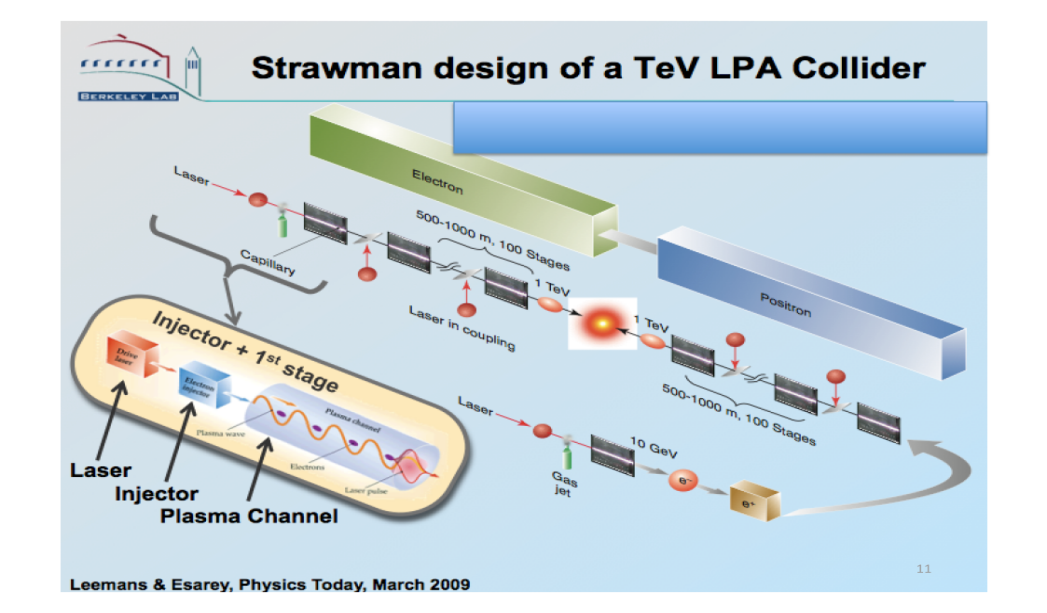 BERKELEY LAB
Strawman design of a TeV LPA Collider
Electron
Laser
500-1000 m, 100 Stages
Capillary
1 TeV
Positron
Laser in coupling
1 TeV
Injector + 1st stage
Drive
laser
Electron
injector
Plasma channel
Plasma wave
Electrons
Laser pulse
500-1000 m, 100 Stages
Laser
10 GeV
Gas
jet
e-
e+
Laser
Injector
Plasma Channel
11
Leemans & Esarey, Physics Today, March 2009